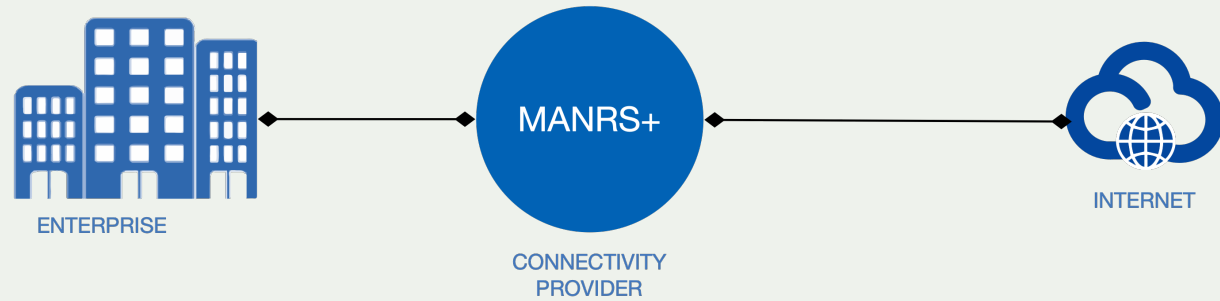 MANRS+
ENTERPRISE
CONNECTIVITY
PROVIDER
INTERNET